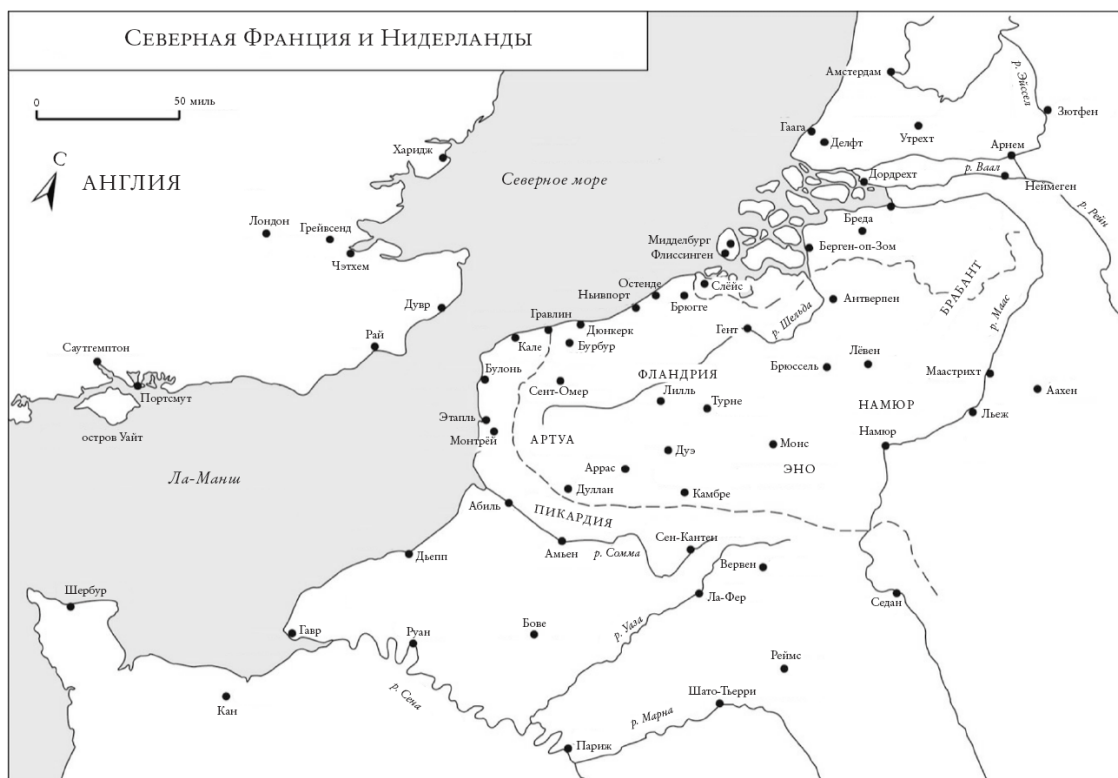 Северная Франция и Нидерланды
0 50 миль
С
АНГЛИЯ
Харидж
Лондон
Грейвсенд
Чэтхем
Дувр
Рай
Саутгемптон
Портсмут
остров Уайт
Северное море
Ла-Манш
Амстердам
р. Эйссел
Зютфен
Гаага
Делфт
Утрехт
Арнем
р. Ваал
Дордрехт
Неймеген
р. Рейн
Бреда
Мидделбург
Флиссинген
Берген-оп-Зом
Остенде
Слёйс
БРАБАНТ
Ньивпорт
Брюгге
Антверпен
р. Маас
Гравлин
Дюнкерк
Гент
р. Шельда
Кале
Бурбур
Булонь
Сент-Омер
ФЛАНДРИЯ
Брюссель
Лёвен
Маастрихт
Аахен
Лилль
Турне
НАМЮР
Льеж
Этапль
Монтрёй
АРТУА
Дуэ
Монс
Намюр
Аррас
ЭНО
Дуллан
Камбре
Абиль
ПИКАРДИЯ
Амьен
р. Сомма
Сен-Кантен
Дьепп
Вервен
Шербур
Ла-Фер
Седан
Гавр
Руан
Бове
р. Уаза
Реймс
Кан
р. Сена
Шато-Тьерри
р. Марна
Париж